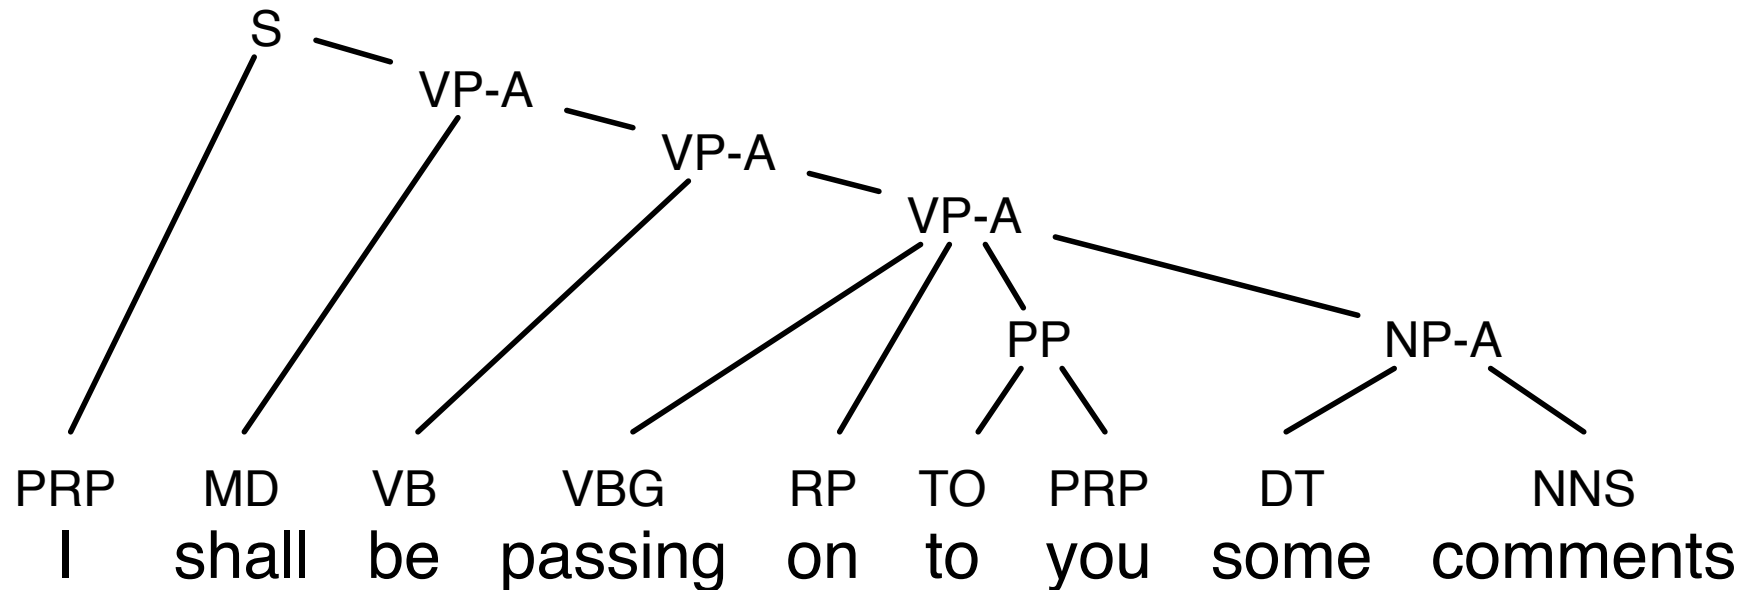 S
VP-A
VP-A
VP-A
PP NP-A
PRP MD VB VBG RP TO PRP DT NNS
I shall be passing on to you some comments